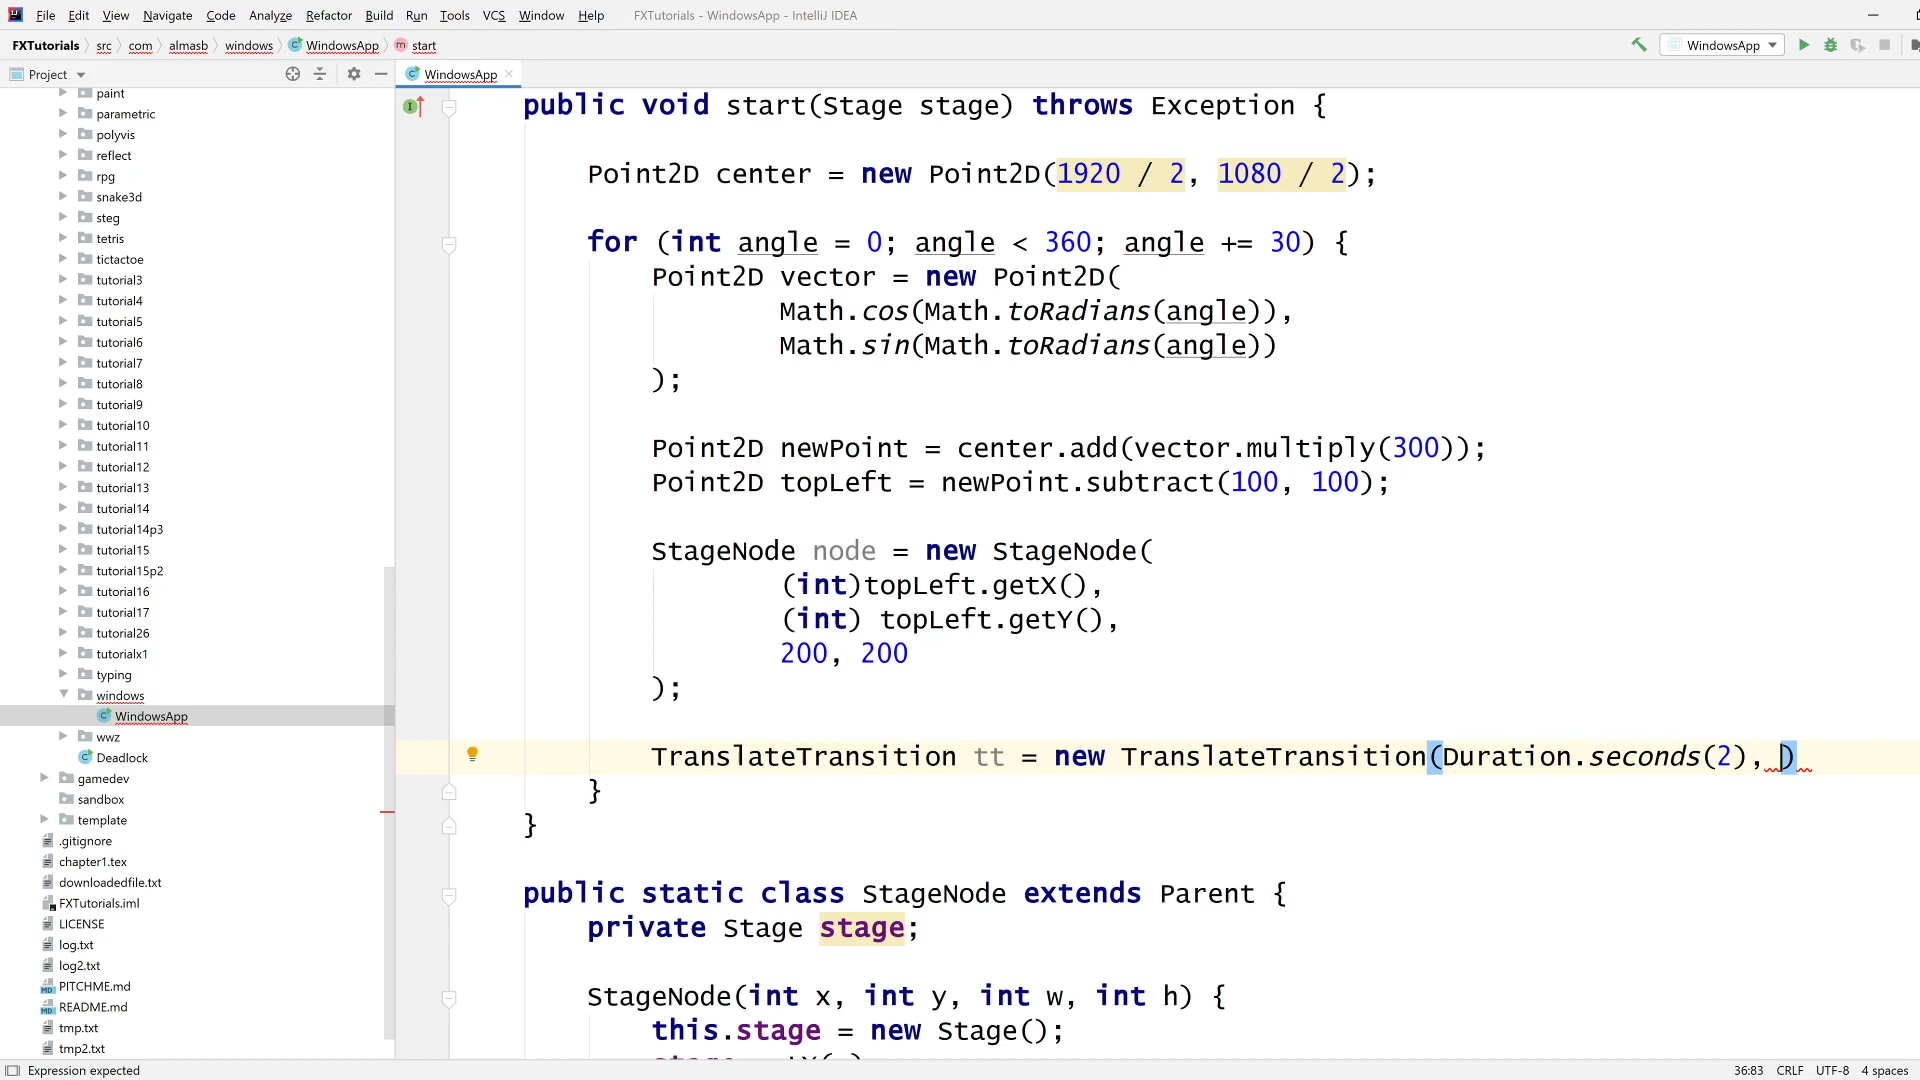 File Edit View Navigate Code Analyze Refactor Build Run Tools VCS Window Help FXTutorials - WindowsApp - IntelliJ IDEA
FXTutorials src com almasb windows WindowsApp start WindowsApp
Project
WindowsApp
paint
parametric
polyvis
reflect
rpg
snake3d
steg
tetris
tictactoe
tutorial3
tutorial4
tutorial5
tutorial6
tutorial7
tutorial8
tutorial9
tutorial10
tutorial11
tutorial12
tutorial13
tutorial14
tutorial14p3
tutorial15
tutorial15p2
tutorial16
tutorial17
tutorial26
tutorialx1
typing
windows
WindowsApp
wwz
Deadlock
gamedev
sandbox
template
.gitignore
chapter1.tex
downloadedfile.txt
FXTutorials.iml
LICENSE
log.txt
log2.txt
PITCHME.md
README.md
tmp.txt
tmp2.txt
public void start(Stage stage) throws Exception {
Point2D center = new Point2D(1920 / 2, 1080 / 2);
for (int angle = 0; angle < 360; angle += 30) {
Point2D vector = new Point2D(
Math.cos(Math.toRadians(angle)),
Math.sin(Math.toRadians(angle))
);
Point2D newPoint = center.add(vector.multiply(300));
Point2D topLeft = newPoint.subtract(100, 100);
StageNode node = new StageNode(
(int)topLeft.getX(),
(int) topLeft.getY(),
200, 200
);
TranslateTransition tt = new TranslateTransition(Duration.seconds(2), )
}
}
public static class StageNode extends Parent {
private Stage stage;
StageNode(int x, int y, int w, int h) {
this.stage = new Stage();
Expression expected 36:83 CRLF UTF-8 4 spaces